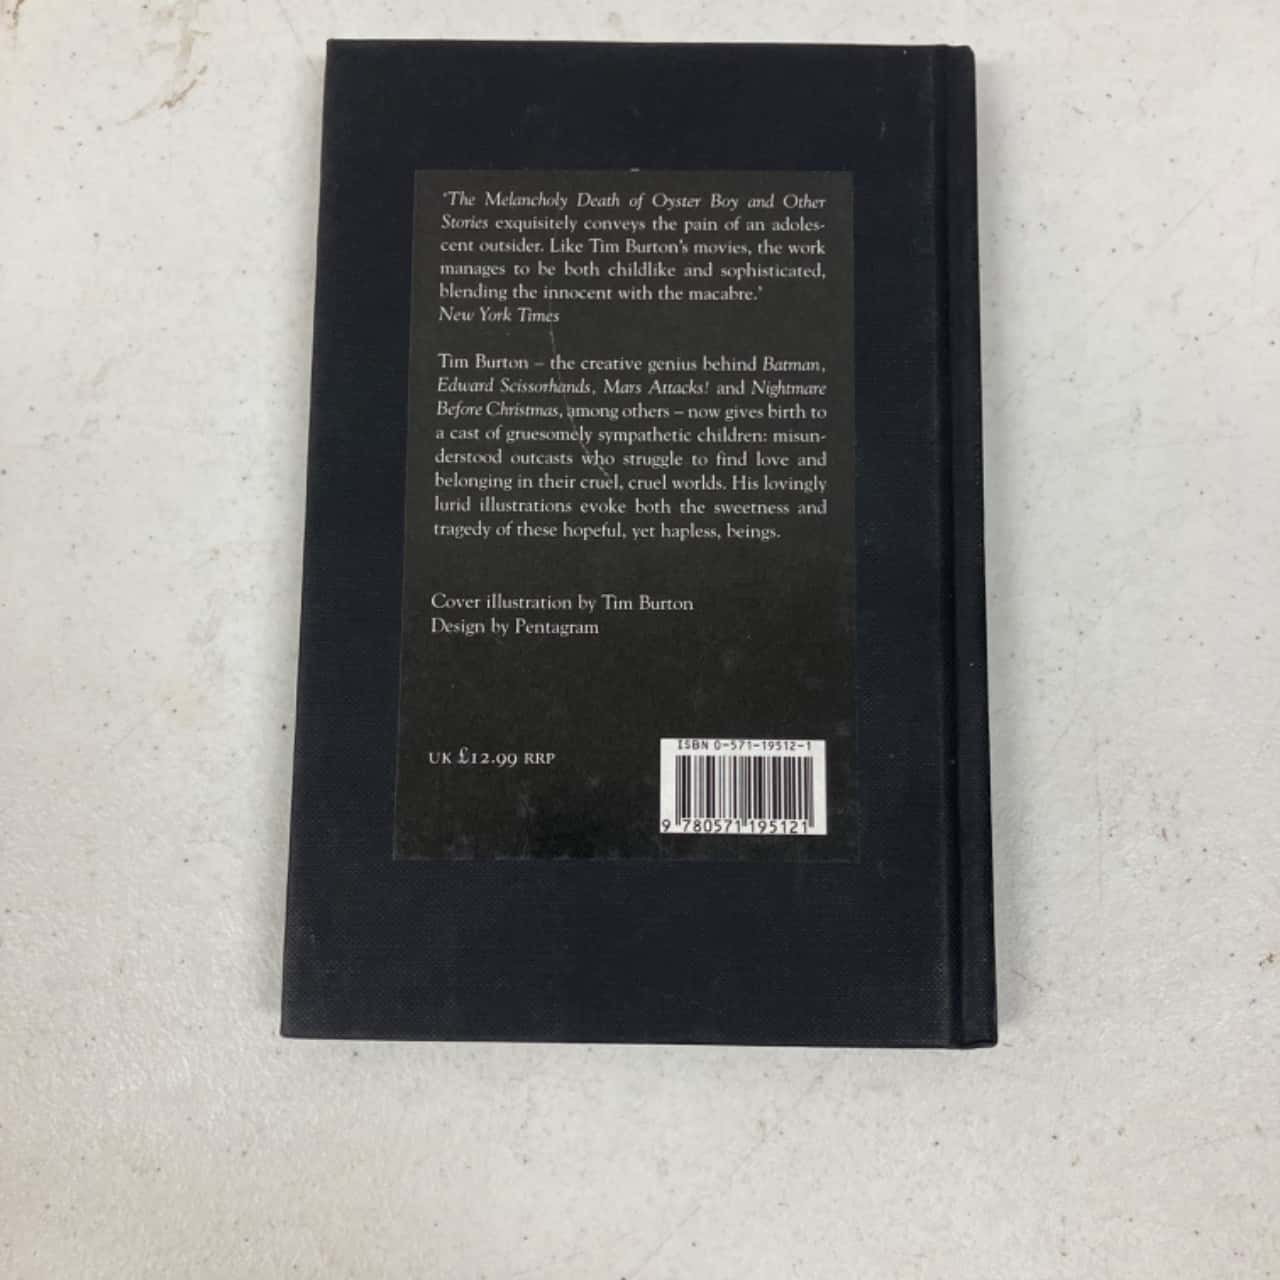 ‘The Melancholy Death of Oyster Boy and Other
Stories exquisitely conveys the pain of an adoles-
cent outsider. Like Tim Burton’s movies, the work
manages to be both childlike and sophisticated,
blending the innocent with the macabre.’
New York Times
Tim Burton – the creative genius behind Batman,
Edward Scissorhands, Mars Attacks! and Nightmare
Before Christmas, among others – now gives birth to
a cast of gruesomely sympathetic children: misun-
derstood outcasts who struggle to find love and
belonging in their cruel, cruel worlds. His lovingly
lurid illustrations evoke both the sweetness and
tragedy of these hopeful, yet hapless, beings.
Cover illustration by Tim Burton
Design by Pentagram
UK £12.99 RRP
ISBN 0-571-19512-1
9 780571 195121